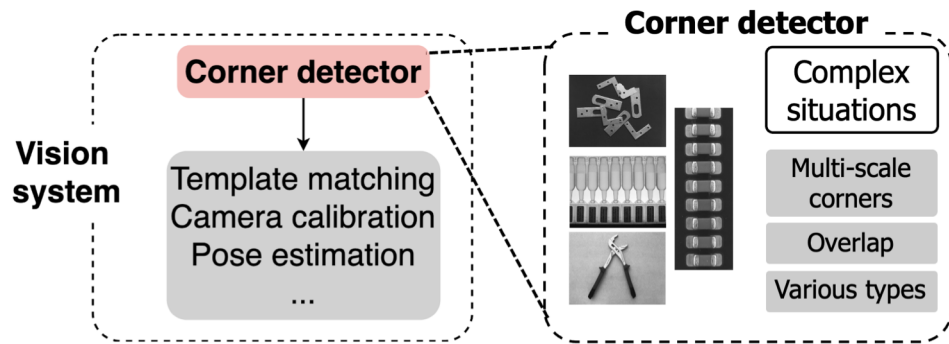 Corner detector
Vision
system
Template matching
Camera calibration
Pose estimation
...
Corner detector
Complex
situations
Multi-scale
corners
Overlap
Various types